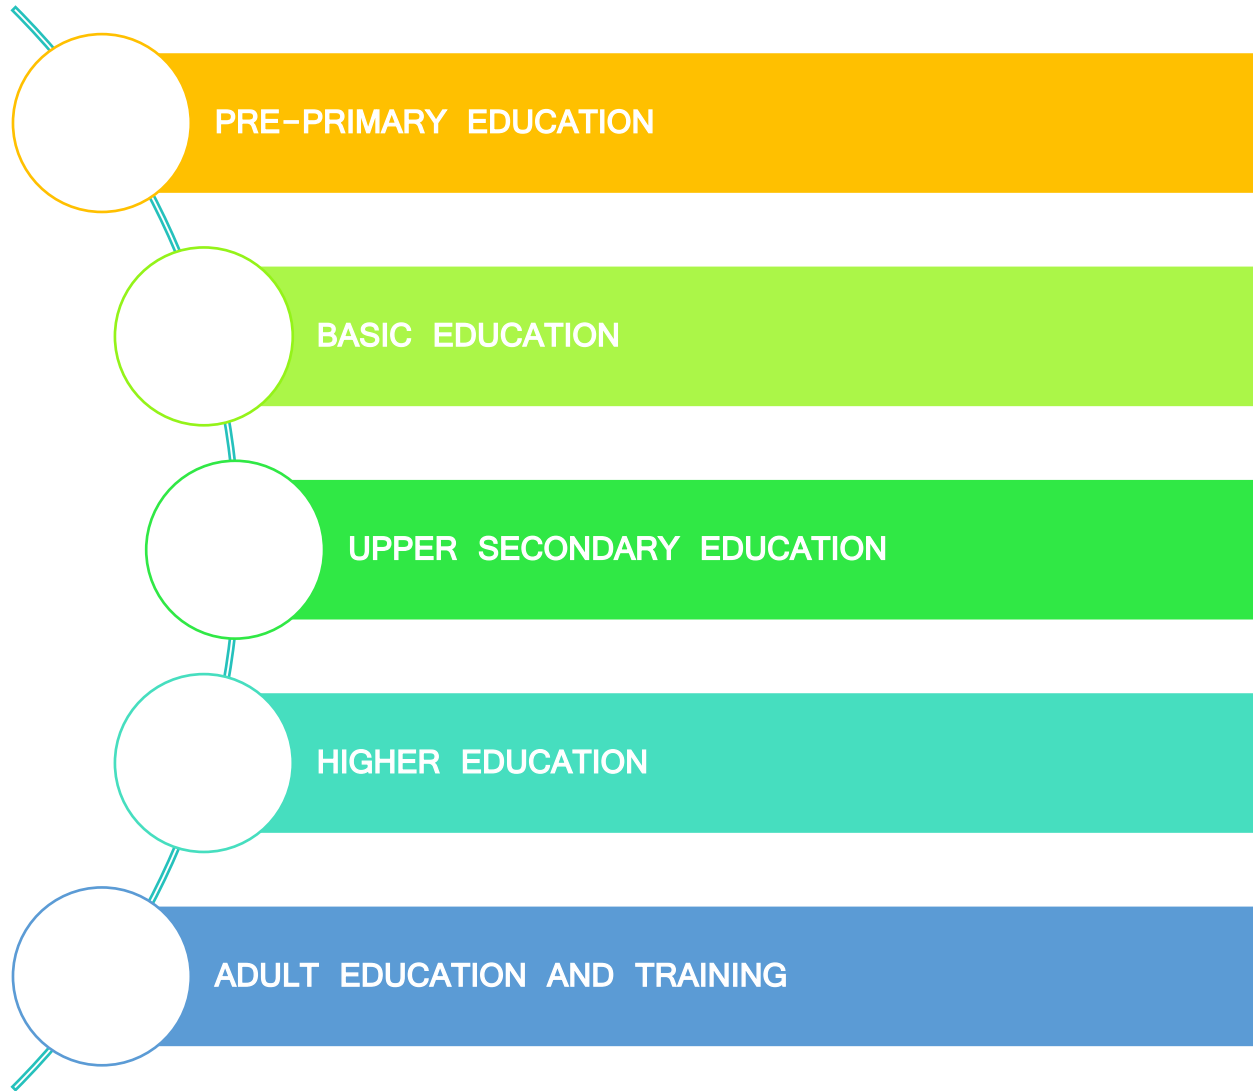 PRE-PRIMARY EDUCATION
BASIC EDUCATION
UPPER SECONDARY EDUCATION
HIGHER EDUCATION
ADULT EDUCATION AND TRAINING